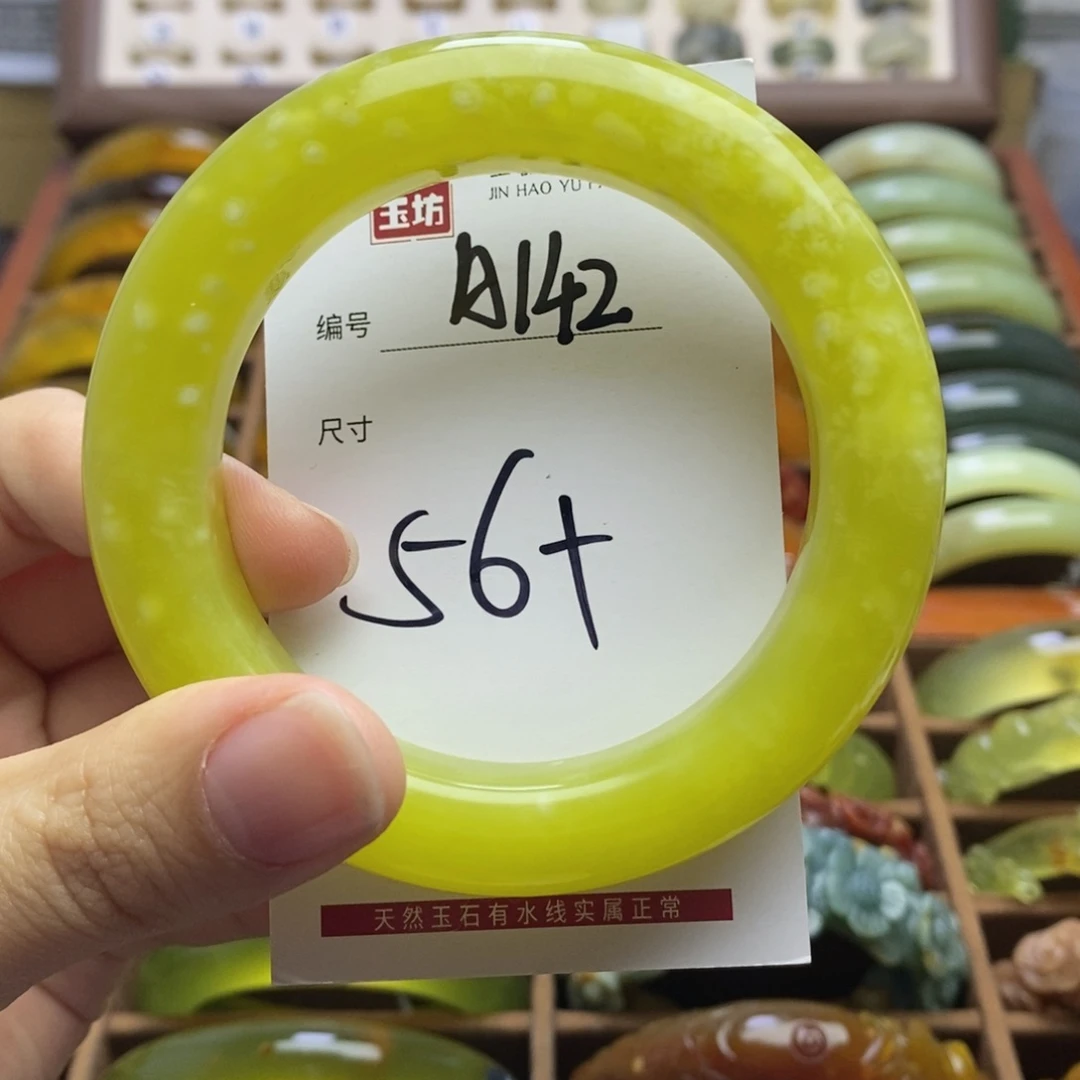 玉坊
JIN HAO YU
编号 A142
尺寸
56+
天然玉石有水线实属正常